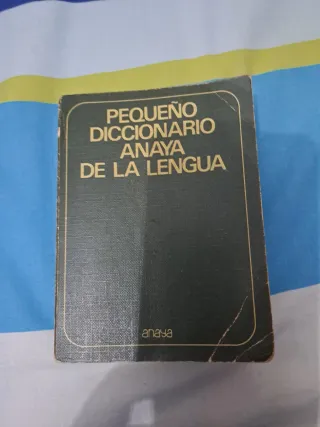 PEQUEÑO
DICCIONARIO
ANAYA
DE LA LENGUA
anaya